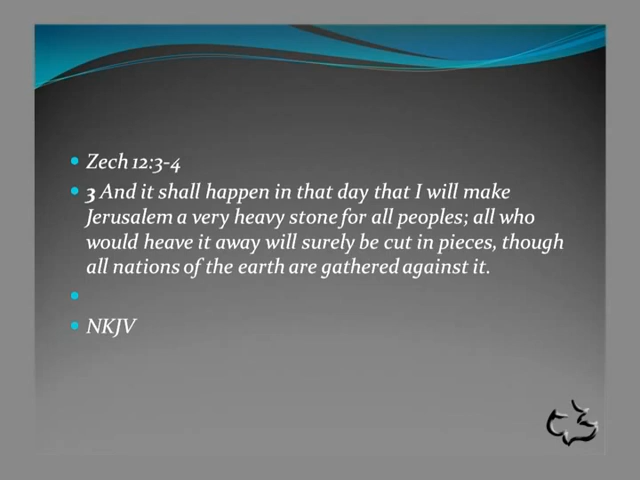 Zech 12:3-4
3 And it shall happen in that day that I will make
Jerusalem a very heavy stone for all peoples; all who
would heave it away will surely be cut in pieces, though
all nations of the earth are gathered against it.
NKJV